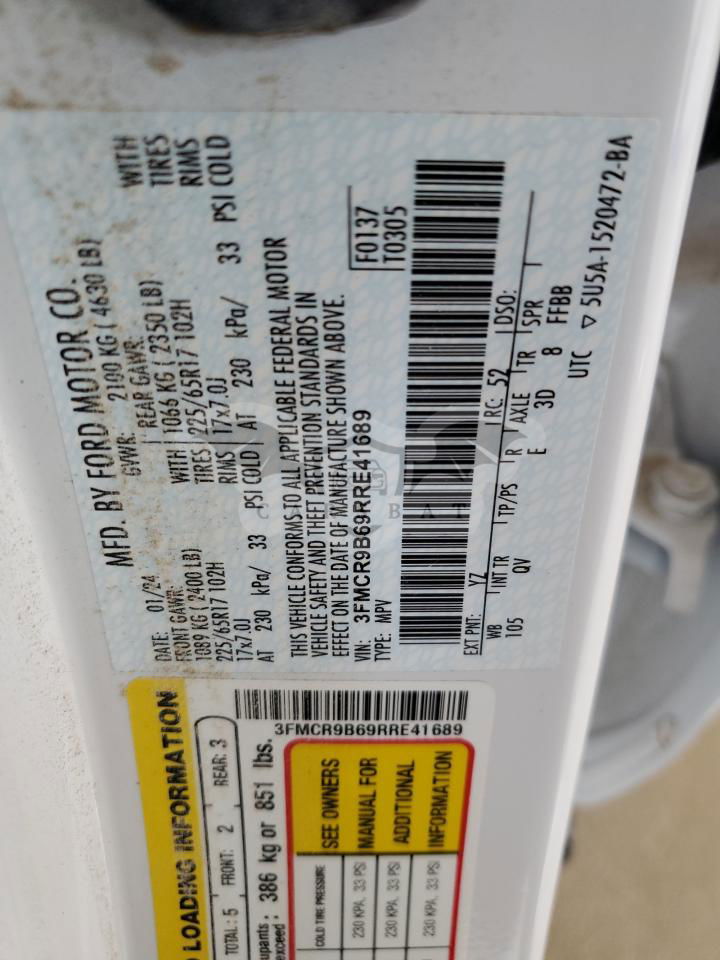 MFD. BY FORD MOTOR CO.
DATE: 01/24 GVWR: 2100 KG ( 4630 LB)
FRONT GAWR: REAR GAWR: WITH
1089 KG ( 2400 LB) WITH 1066 KG ( 2350 LB) TIRES
225/65R17 102H TIRES 225/65R17 102H RIMS
17x7.0J RIMS 17x7.0J
AT 230 kPa/ 33 PSI COLD AT 230 kPa/ 33 PSI COLD
THIS VEHICLE CONFORMS TO ALL APPLICABLE FEDERAL MOTOR
VEHICLE SAFETY AND THEFT PREVENTION STANDARDS IN
EFFECT ON THE DATE OF MANUFACTURE SHOWN ABOVE.
VIN: 3FMCR9B69RRE41689
TYPE: MPV
F0137
T0305
EXT PNT: YZ RC: 52 DSO:
WB INT TR TP/PS R AXLE TR SPR
105 QV E 3D 8 FFBB
UTC ▽ 5U5A-1520472-BA
CAR BAT
LOADING INFORMATION
3FMCR9B69RRE41689
TOTAL: 5 FRONT: 2 REAR: 3
386 kg or 851 lbs.
exceed
COLD TIRE PRESSURE
230 KPA, 33 PSI
230 KPA, 33 PSI
230 KPA, 33 PSI
SEE OWNERS
MANUAL FOR
ADDITIONAL
INFORMATION